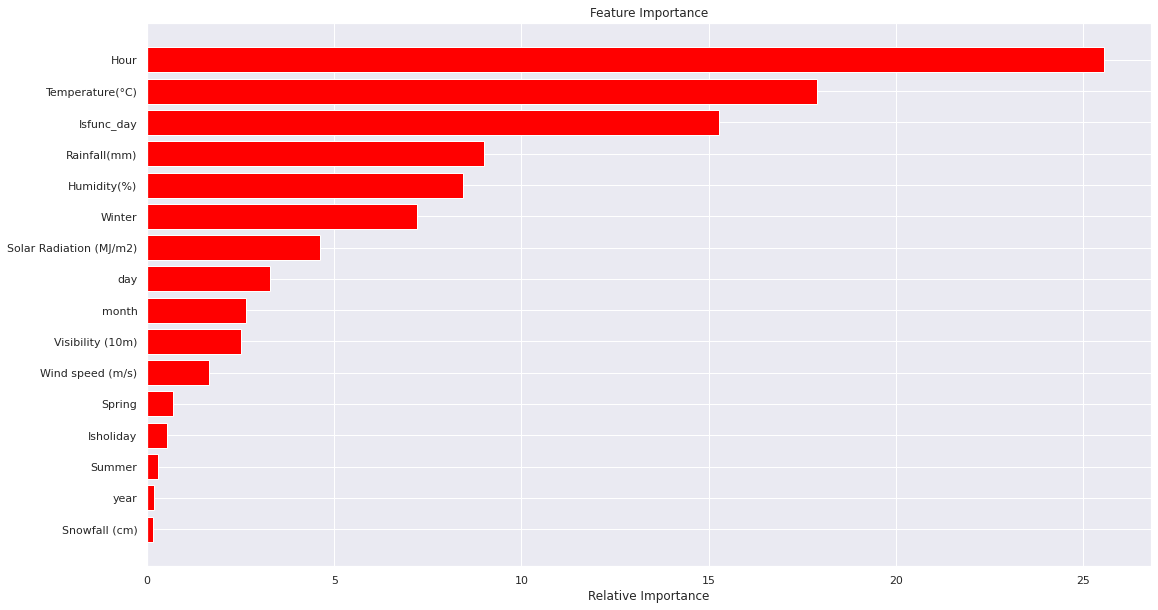 Feature Importance
Hour
Temperature(°C)
Isfunc_day
Rainfall(mm)
Humidity(%)
Winter
Solar Radiation (MJ/m2)
day
month
Visibility (10m)
Wind speed (m/s)
Spring
Isholiday
Summer
year
Snowfall (cm)
0 5 10 15 20 25
Relative Importance